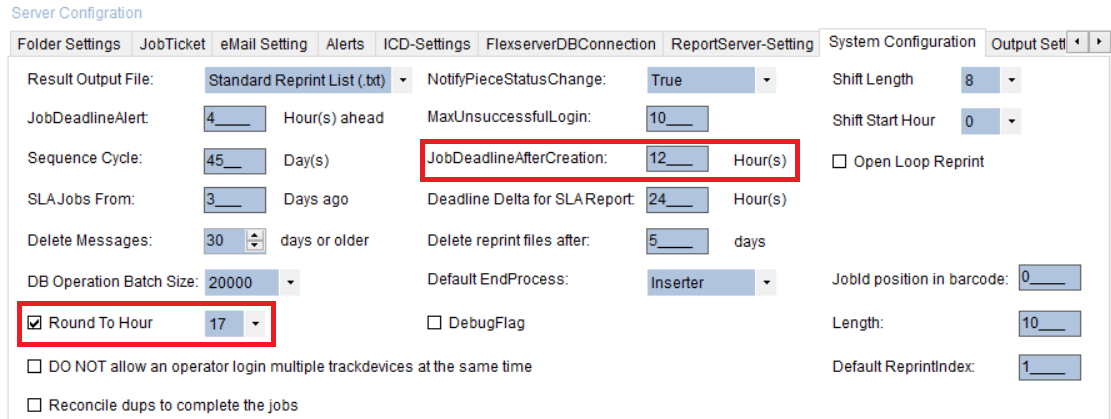 Server Configration
Folder Settings JobTicket eMail Setting Alerts ICD-Settings FlexserverDBConnection ReportServer-Setting System Configuration Output Sett
Result Output File: Standard Reprint List (.txt) NotifyPieceStatusChange: True Shift Length 8
JobDeadlineAlert: 4____ Hour(s) ahead MaxUnsuccessfulLogin: 10___ Shift Start Hour 0
Sequence Cycle: 45__ Day(s) JobDeadlineAfterCreation: 12___ Hour(s) Open Loop Reprint
SLAJobs From: 3____ Days ago Deadline Delta for SLA Report: 24___ Hour(s)
Delete Messages: 30 days or older Delete reprint files after: 5____ days
DB Operation Batch Size: 20000 Default EndProcess: Inserter JobId position in barcode: 0____
Round To Hour 17 DebugFlag Length: 10___
DO NOT allow an operator login multiple trackdevices at the same time Default ReprintIndex: 1____
Reconcile dups to complete the jobs